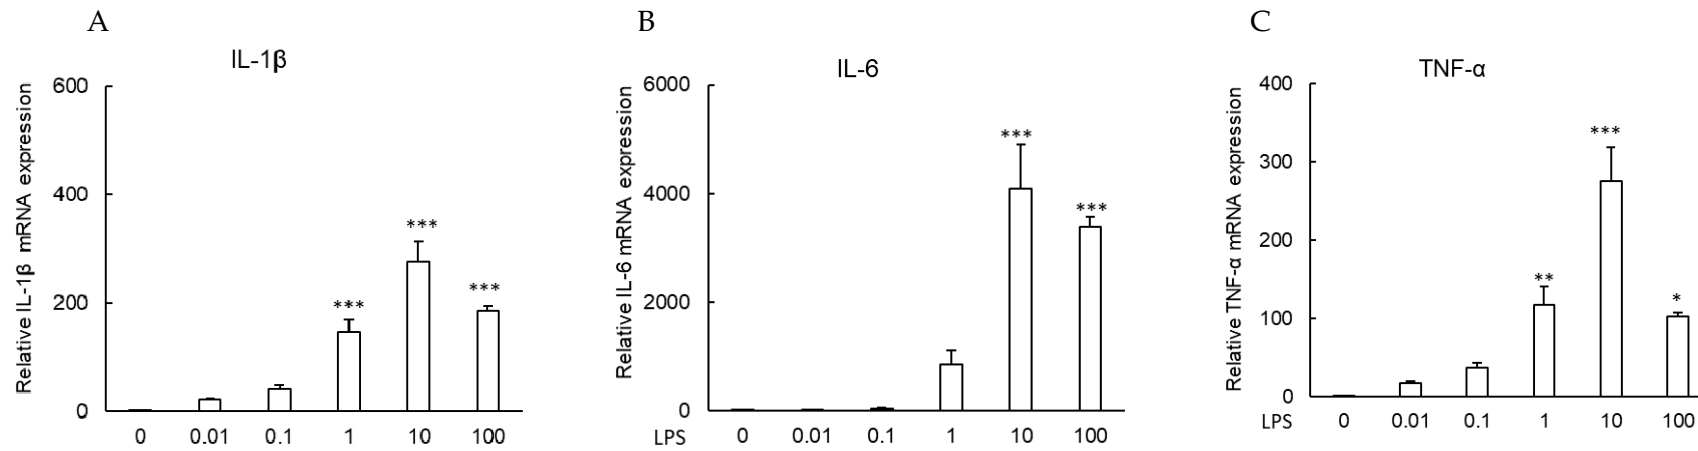 A
IL-1β
Relative IL-1β mRNA expression
600
400
200
0
***
***
***
0 0.01 0.1 1 10 100
B
IL-6
Relative IL-6 mRNA expression
6000
4000
2000
0
***
***
LPS 0 0.01 0.1 1 10 100
C
TNF-α
Relative TNF-α mRNA expression
400
300
200
100
0
**
***
*
LPS 0 0.01 0.1 1 10 100